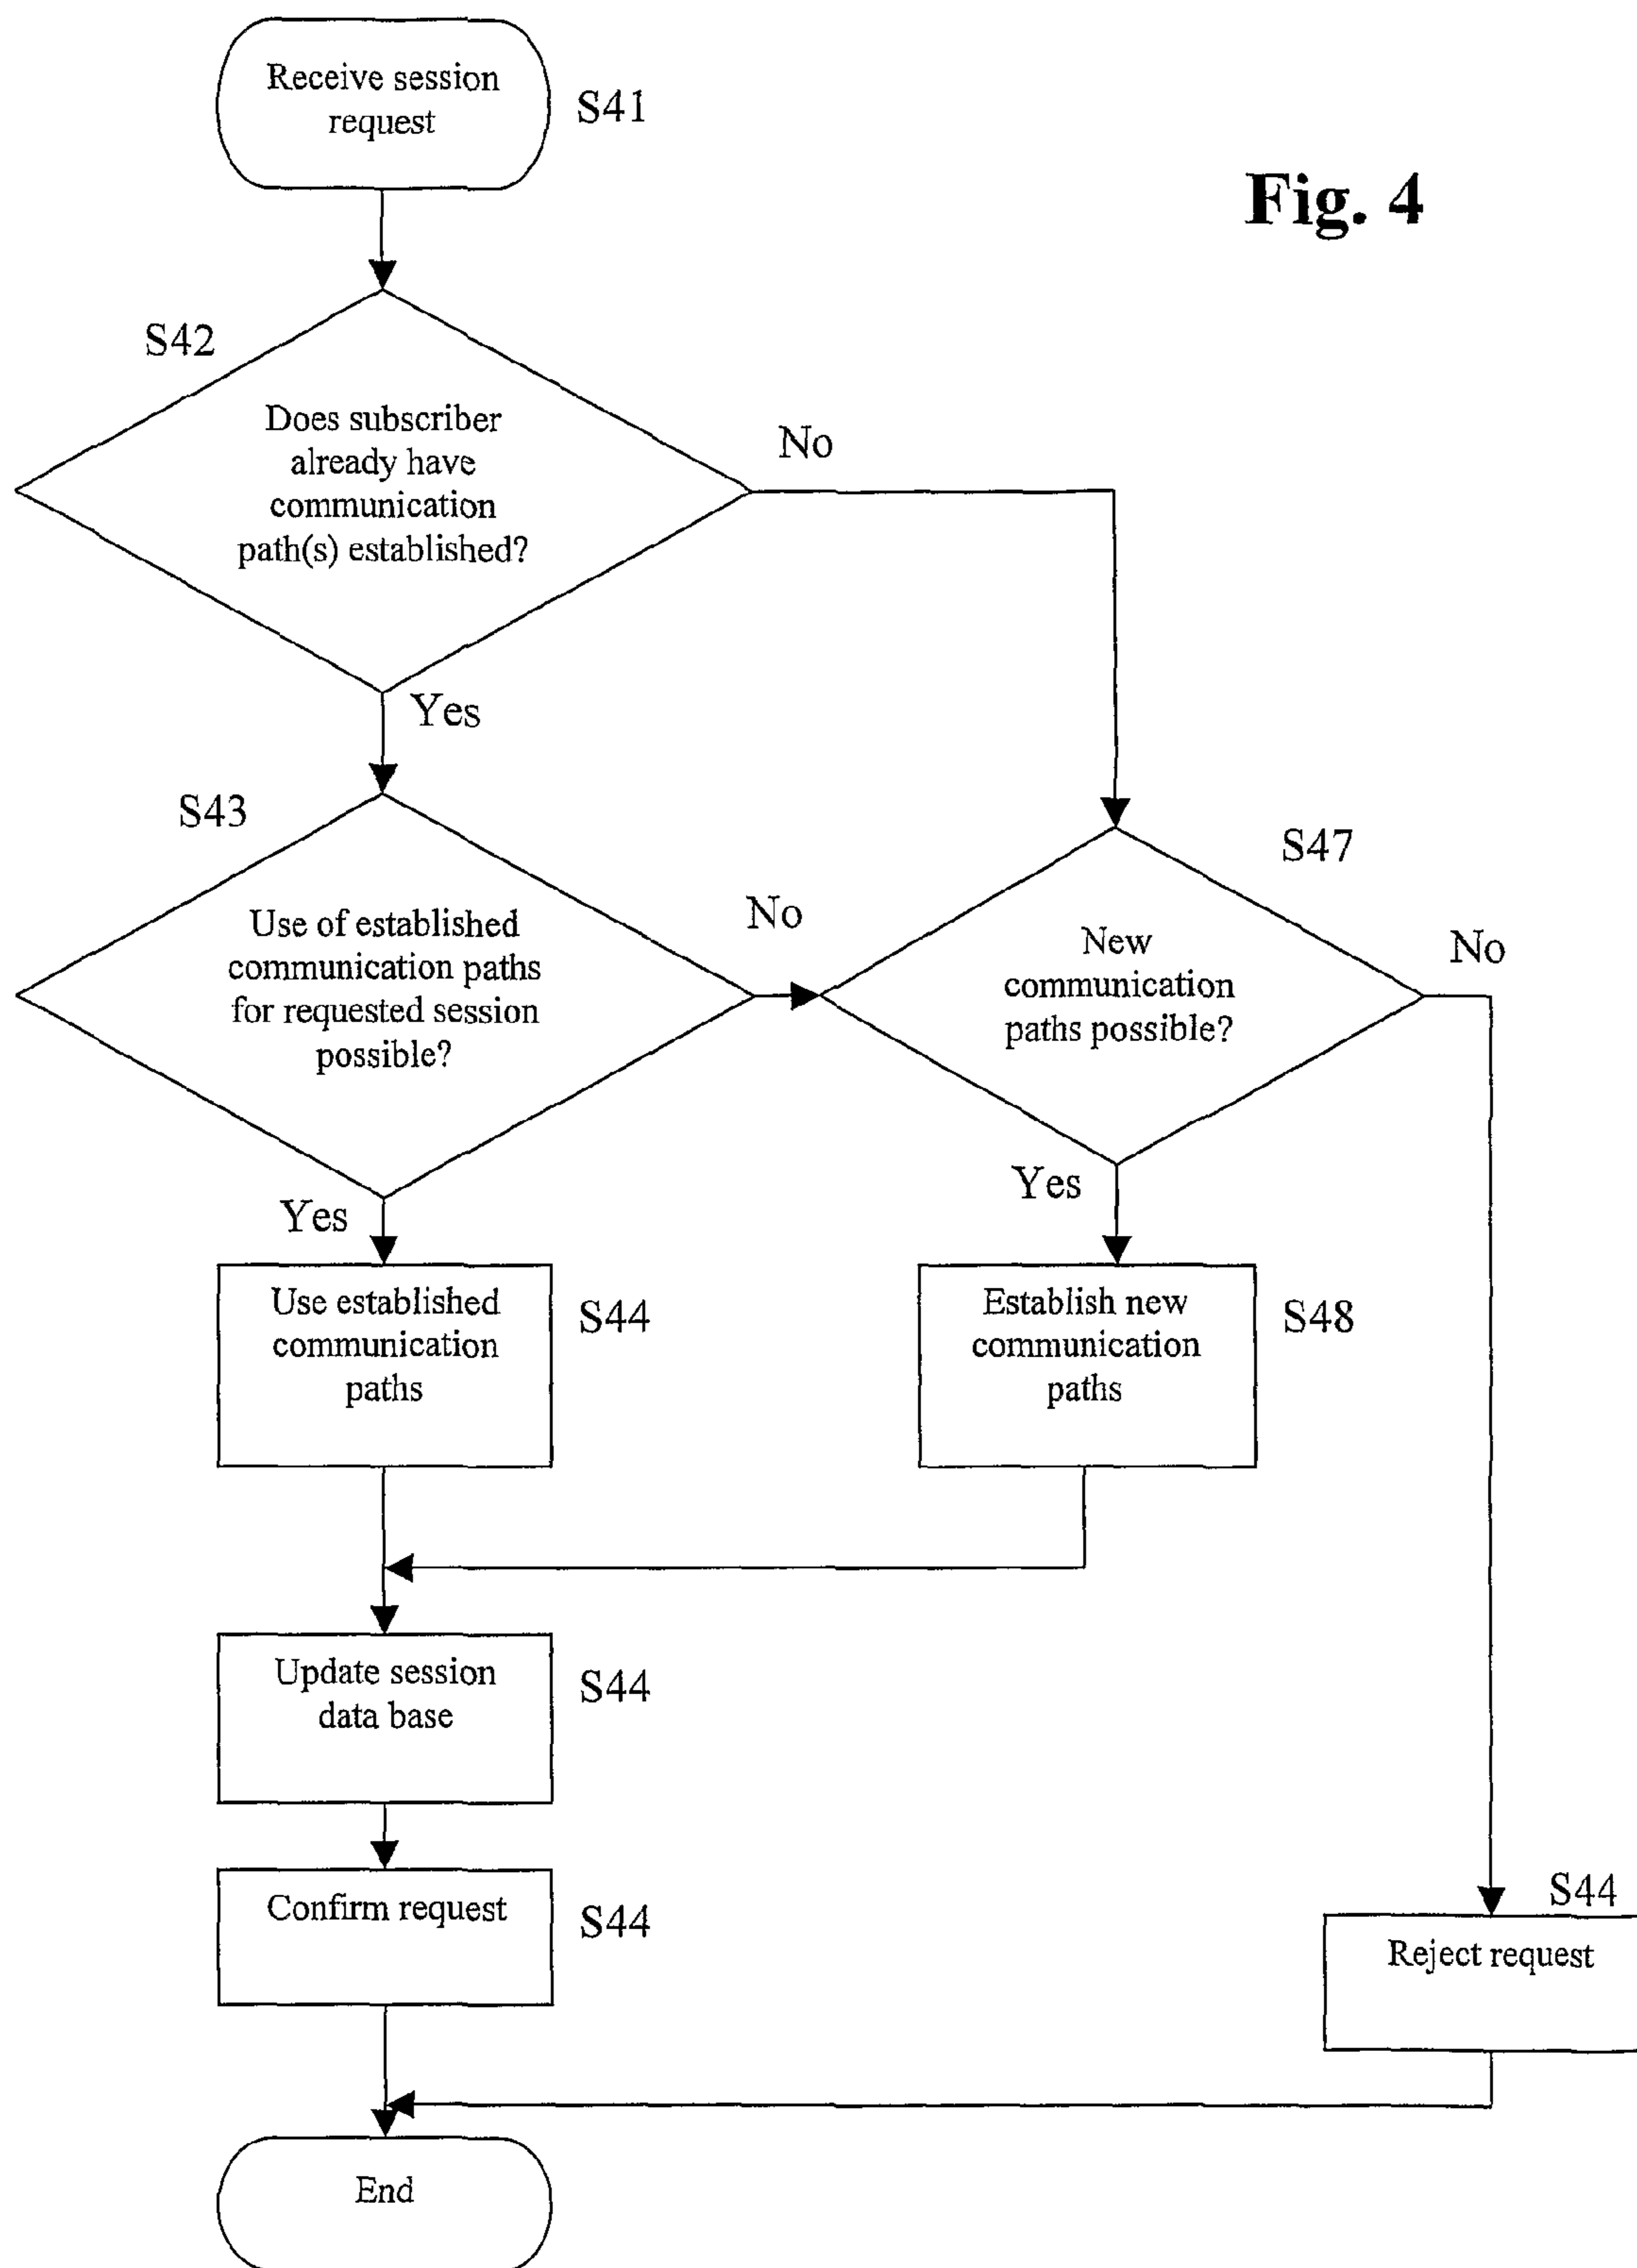 Receive session
request
S41
Fig. 4
S42
Does subscriber
already have
communication
path(s) established?
No
Yes
S43
Use of established
communication paths
for requested session
possible?
No
S47
New
communication
paths possible?
No
Yes
Yes
Use established
communication
paths
S44
Establish new
communication
paths
S48
Update session
data base
S44
Confirm request
S44
S44
Reject request
End